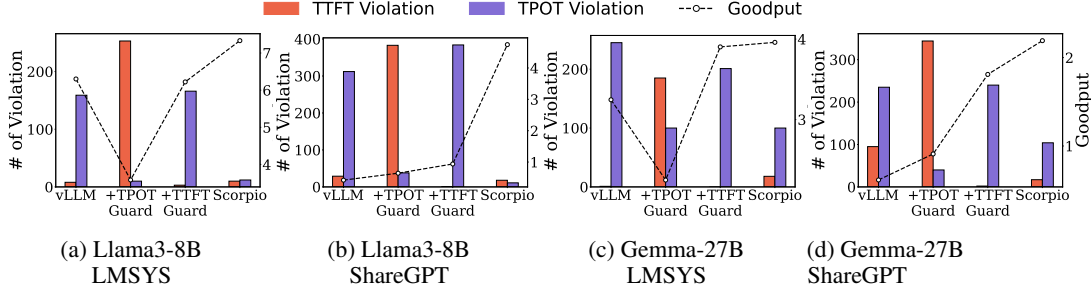 TTFT Violation
TPOT Violation
Goodput
# of Violation
200
100
0
7
6
5
4
vLLM
+TPOT
Guard
+TTFT
Guard
Scorpio
(a) Llama3-8B
LMSYS
# of Violation
400
300
200
100
0
4
3
2
1
vLLM
+TPOT
Guard
+TTFT
Guard
Scorpio
(b) Llama3-8B
ShareGPT
# of Violation
200
100
0
4
3
vLLM
+TPOT
Guard
+TTFT
Guard
Scorpio
(c) Gemma-27B
LMSYS
# of Violation
300
200
100
0
2
1
Goodput
vLLM
+TPOT
Guard
+TTFT
Guard
Scorpio
(d) Gemma-27B
ShareGPT